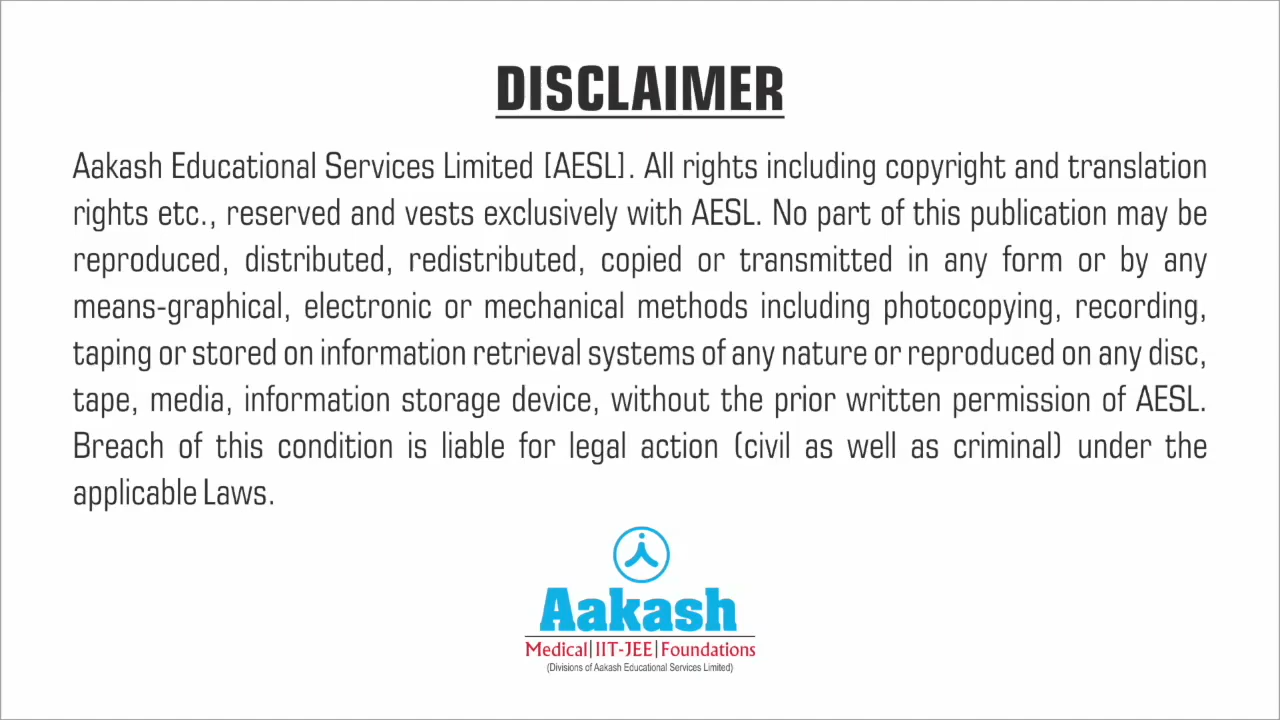 DISCLAIMER
Aakash Educational Services Limited [AESL]. All rights including copyright and translation
rights etc., reserved and vests exclusively with AESL. No part of this publication may be
reproduced, distributed, redistributed, copied or transmitted in any form or by any
means-graphical, electronic or mechanical methods including photocopying, recording,
taping or stored on information retrieval systems of any nature or reproduced on any disc,
tape, media, information storage device, without the prior written permission of AESL.
Breach of this condition is liable for legal action (civil as well as criminal) under the
applicable Laws.
Aakash
Medical|IIT-JEE|Foundations
(Divisions of Aakash Educational Services Limited)